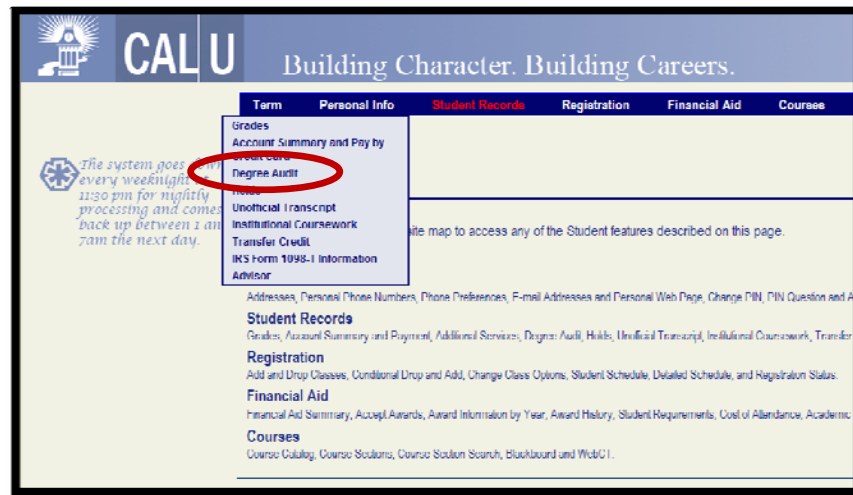 CAL U
Building Character. Building Careers.
Term Personal Info Student Records Registration Financial Aid Courses
Grades
Account Summary and Pay by
Credit Card
Degree Audit
Holds
Unofficial Transcript
Institutional Coursework
Transfer Credit
IRS Form 1098-T Information
Advisor
The system goes down
every weeknight at
11:30 pm for nightly
processing and comes
back up between 1 an
7am the next day.
site map to access any of the Student features described on this page.
Addresses, Personal Phone Numbers, Phone Preferences, E-mail Addresses and Personal Web Page, Change PIN, PIN Question and A
Student Records
Grades, Account Summary and Payment, Additional Services, Degree Audit, Holds, Unofficial Transcript, Institutional Coursework, Transfer
Registration
Add and Drop Classes, Conditional Drop and Add, Change Class Options, Student Schedule, Detailed Schedule, and Registration Status.
Financial Aid
Financial Aid Summary, Accept Awards, Award Information by Year, Award History, Student Requirements, Cost of Attendance, Academic
Courses
Course Catalog, Course Sections, Course Section Search, Blackboard and WebCT.